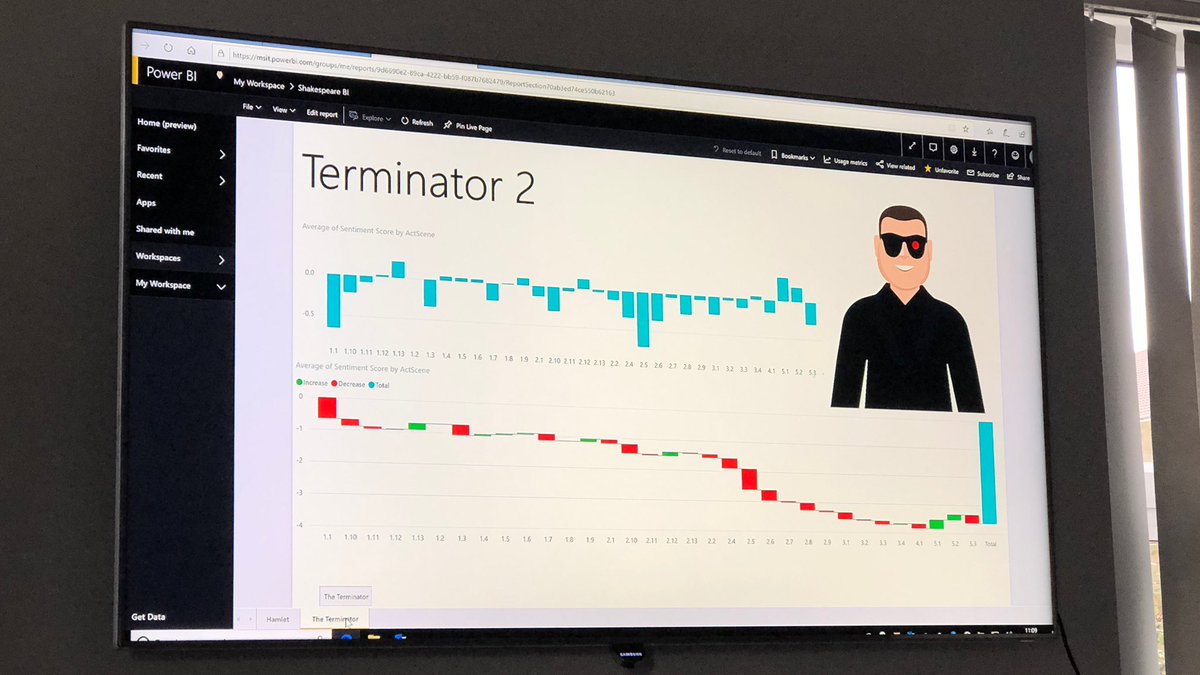 https://msit.powerbi.com/groups/me/reports/9d6690e2-89ca-4222-bb59-f087b7682479/ReportSection70ab3ed74ce550b62163
Power BI
My Workspace > Shakespeare BI
File View Edit report Explore Refresh Pin Live Page
Reset to default Bookmarks Usage metrics View related Unfavorite Subscribe Share
Home (preview)
Favorites
Recent
Apps
Shared with me
Workspaces
My Workspace
Get Data
Terminator 2
Average of Sentiment Score by ActScene
0.0
-0.5
1.1 1.10 1.11 1.12 1.13 1.2 1.3 1.4 1.5 1.6 1.7 1.8 1.9 2.1 2.10 2.11 2.12 2.13 2.2 2.4 2.5 2.6 2.7 2.8 2.9 3.1 3.2 3.3 3.4 4.1 5.1 5.2 5.3
Average of Sentiment Score by ActScene
Increase Decrease Total
0
-1
-2
-3
-4
1.1 1.10 1.11 1.12 1.13 1.2 1.3 1.4 1.5 1.6 1.7 1.8 1.9 2.1 2.10 2.11 2.12 2.13 2.2 2.4 2.5 2.6 2.7 2.8 2.9 3.1 3.2 3.3 3.4 4.1 5.1 5.2 5.3 Total
The Terminator
Hamlet The Terminator
11:09
SAMSUNG